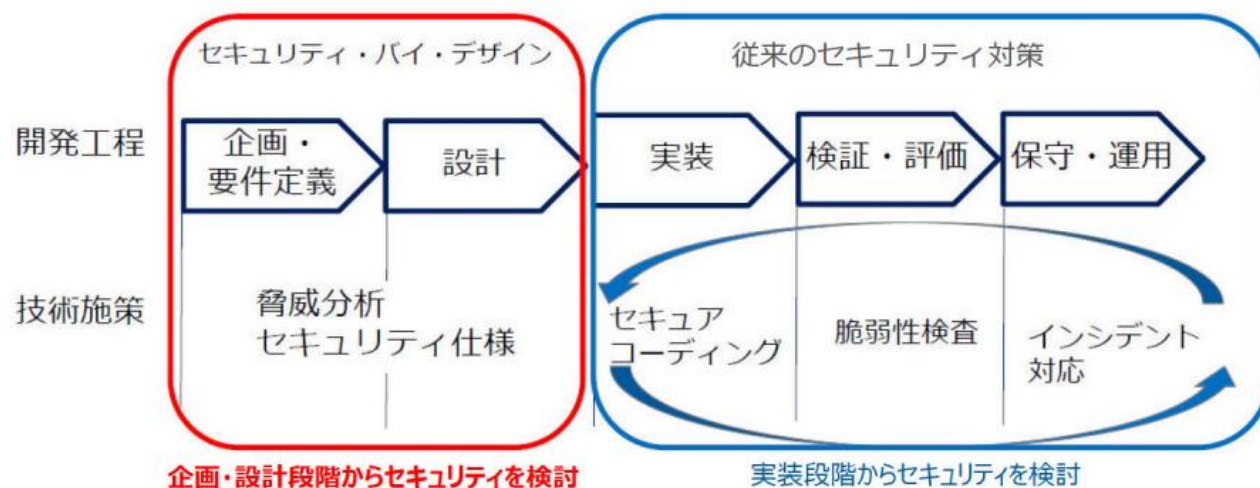 セキュリティ・バイ・デザイン
従来のセキュリティ対策
開発工程
企画・
要件定義
設計
実装
検証・評価
保守・運用
技術施策
脅威分析
セキュリティ仕様
セキュア
コーディング
脆弱性検査
インシデント
対応
企画・設計段階からセキュリティを検討
実装段階からセキュリティを検討